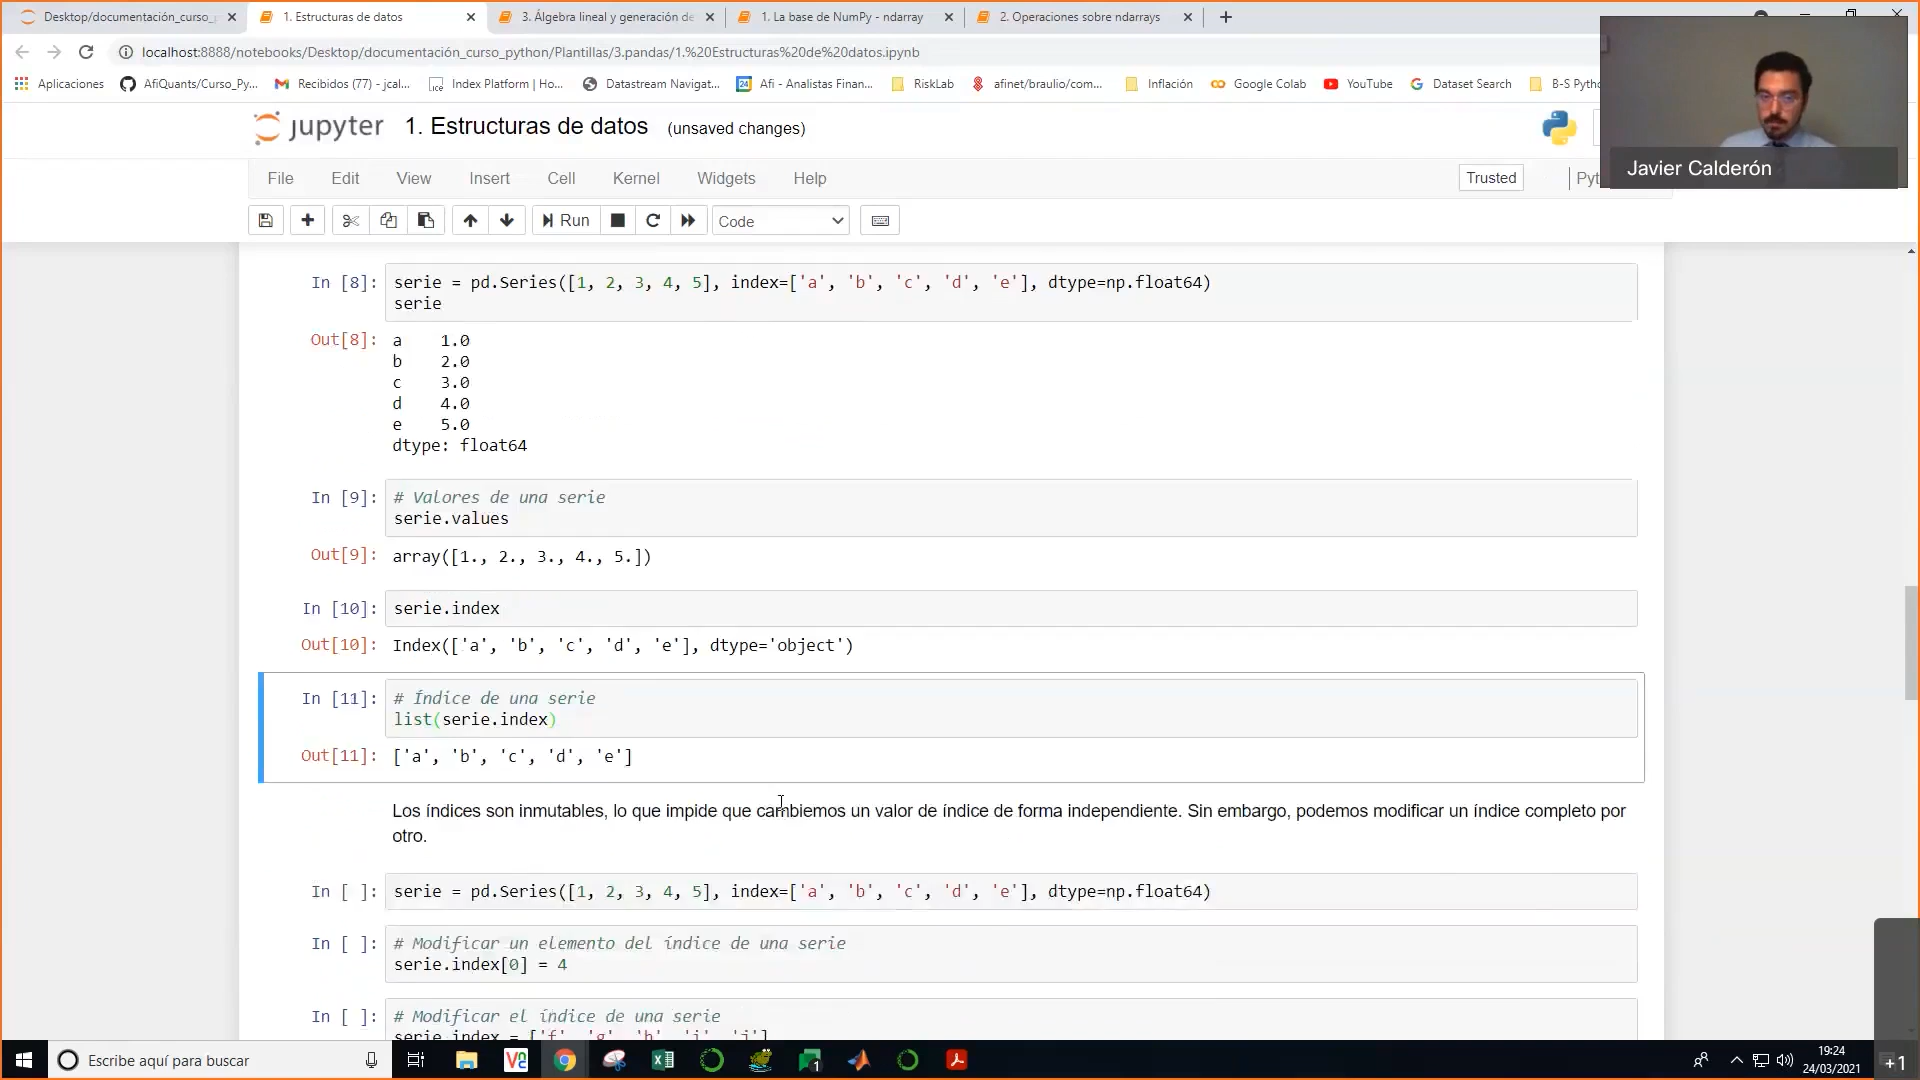 Desktop/documentación_curso_p
1. Estructuras de datos
3. Álgebra lineal y generación de
1. La base de NumPy - ndarray
2. Operaciones sobre ndarrays
localhost:8888/notebooks/Desktop/documentación_curso_python/Plantillas/3.pandas/1.%20Estructuras%20de%20datos.ipynb
Aplicaciones
AfiQuants/Curso_Py...
Recibidos (77) - jcal...
Index Platform | Ho...
Datastream Navigat...
Afi - Analistas Finan...
RiskLab
afinet/braulio/com...
Inflación
Google Colab
YouTube
Dataset Search
B-S Pytho
jupyter 1. Estructuras de datos (unsaved changes)
Javier Calderón
File Edit View Insert Cell Kernel Widgets Help
Trusted
Pyt
Run
Code
In [8]: serie = pd.Series([1, 2, 3, 4, 5], index=['a', 'b', 'c', 'd', 'e'], dtype=np.float64)
serie
Out[8]: a 1.0
b 2.0
c 3.0
d 4.0
e 5.0
dtype: float64
In [9]: # Valores de una serie
serie.values
Out[9]: array([1., 2., 3., 4., 5.])
In [10]: serie.index
Out[10]: Index(['a', 'b', 'c', 'd', 'e'], dtype='object')
In [11]: # Índice de una serie
list(serie.index)
Out[11]: ['a', 'b', 'c', 'd', 'e']
Los índices son inmutables, lo que impide que cambiemos un valor de índice de forma independiente. Sin embargo, podemos modificar un índice completo por
otro.
In [ ]: serie = pd.Series([1, 2, 3, 4, 5], index=['a', 'b', 'c', 'd', 'e'], dtype=np.float64)
In [ ]: # Modificar un elemento del índice de una serie
serie.index[0] = 4
In [ ]: # Modificar el índice de una serie
serie.index = ['f', 'g', 'h', 'i', 'j']
Escribe aquí para buscar
19:24
24/03/2021
+1